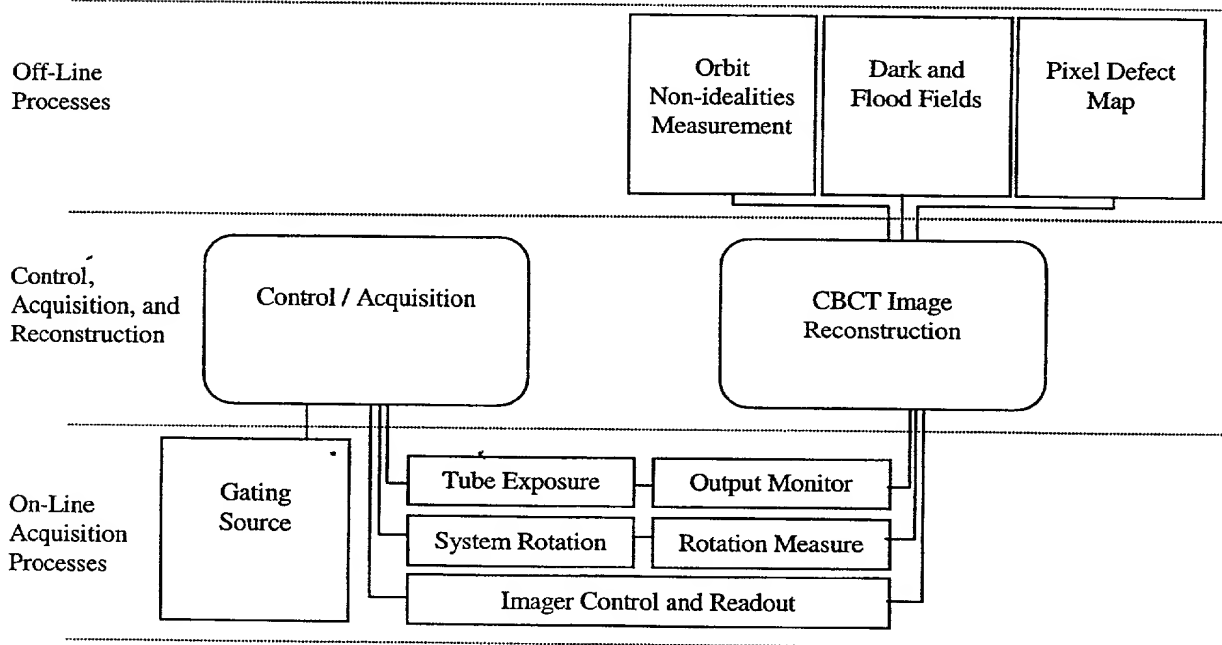 Off-Line
Processes
Orbit
Non-idealities
Measurement
Dark and
Flood Fields
Pixel Defect
Map
Control,
Acquisition, and
Reconstruction
Control / Acquisition
CBCT Image
Reconstruction
On-Line
Acquisition
Processes
Gating
Source
Tube Exposure
Output Monitor
System Rotation
Rotation Measure
Imager Control and Readout